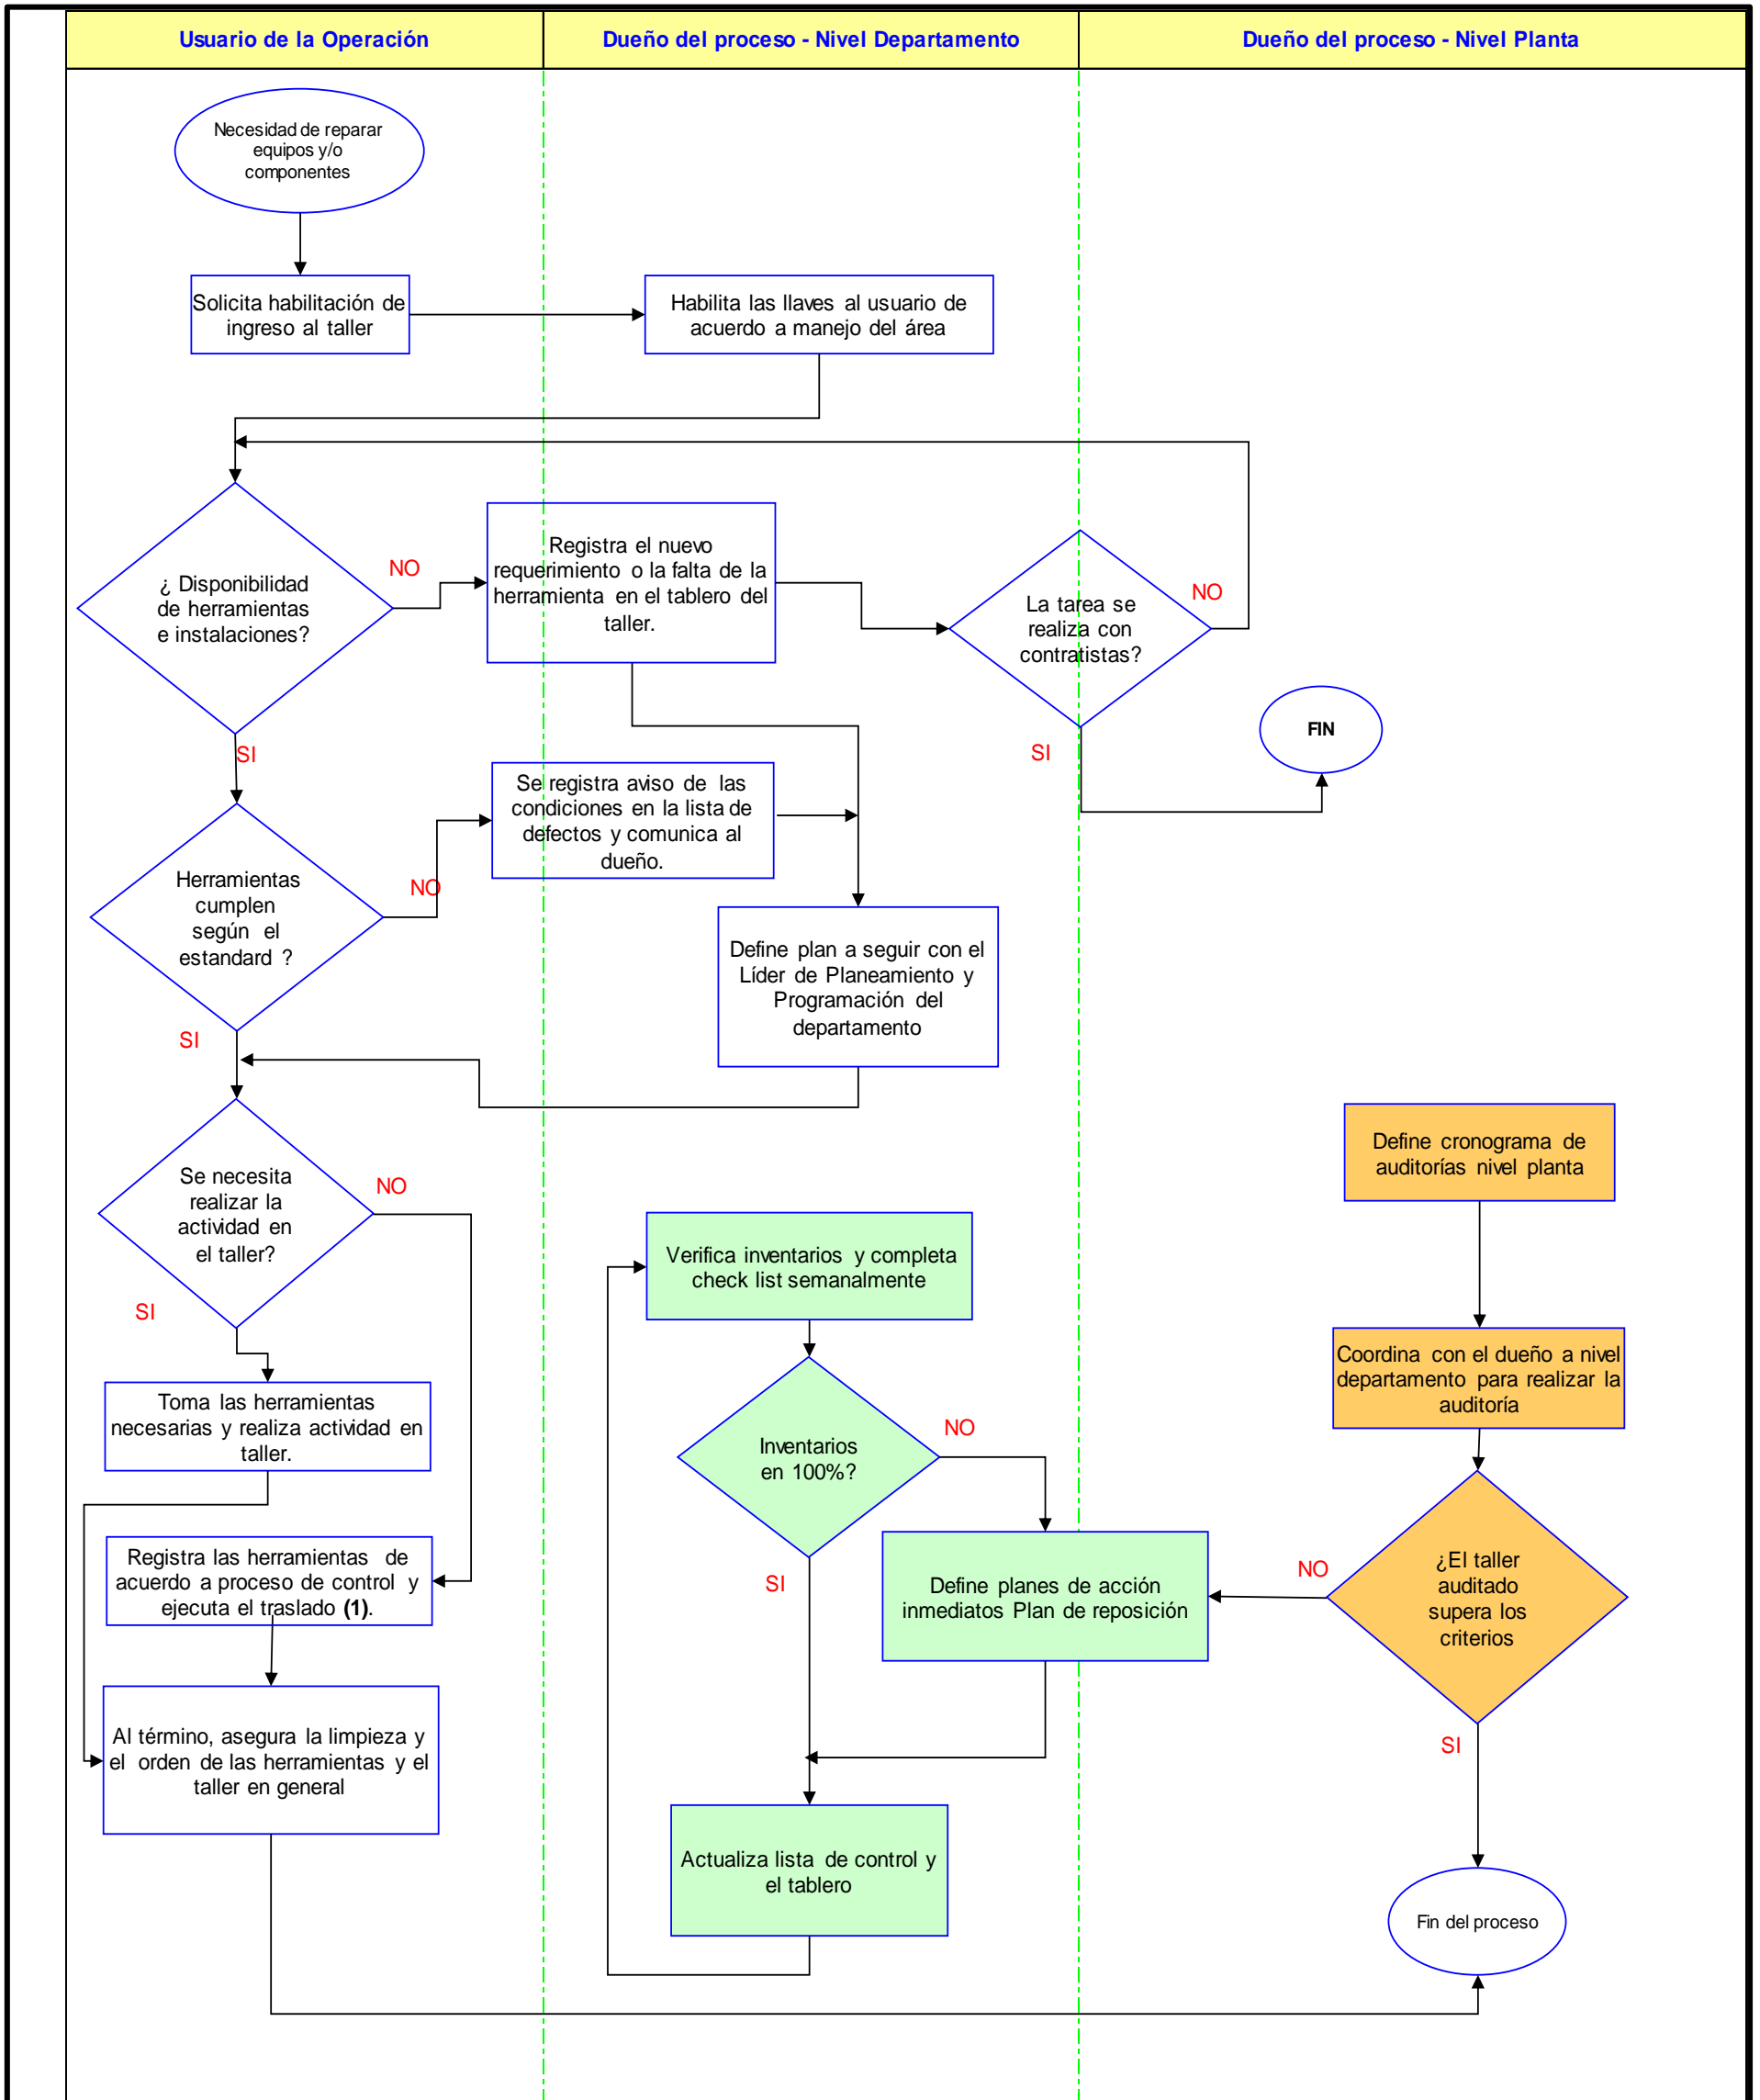 Usuario de la Operación
Dueño del proceso - Nivel Departamento
Dueño del proceso - Nivel Planta
Necesidad de reparar
equipos y/o
componentes
Solicita habilitación de
ingreso al taller
Habilita las llaves al usuario de
acuerdo a manejo del área
¿ Disponibilidad
de herramientas
e instalaciones?
NO
SI
Registra el nuevo
requerimiento o la falta de la
herramienta en el tablero del
taller.
La tarea se
realiza con
contratistas?
NO
SI
FIN
Se registra aviso de las
condiciones en la lista de
defectos y comunica al
dueño.
Herramientas
cumplen
según el
estandard ?
NO
SI
Define plan a seguir con el
Líder de Planeamiento y
Programación del
departamento
Se necesita
realizar la
actividad en
el taller?
NO
SI
Toma las herramientas
necesarias y realiza actividad en
taller.
Registra las herramientas de
acuerdo a proceso de control y
ejecuta el traslado (1).
Al término, asegura la limpieza y
el orden de las herramientas y el
taller en general
Verifica inventarios y completa
check list semanalmente
Inventarios
en 100%?
NO
SI
Define planes de acción
inmediatos Plan de reposición
Actualiza lista de control y
el tablero
Define cronograma de
auditorías nivel planta
Coordina con el dueño a nivel
departamento para realizar la
auditoría
¿El taller
auditado
supera los
criterios
NO
SI
Fin del proceso